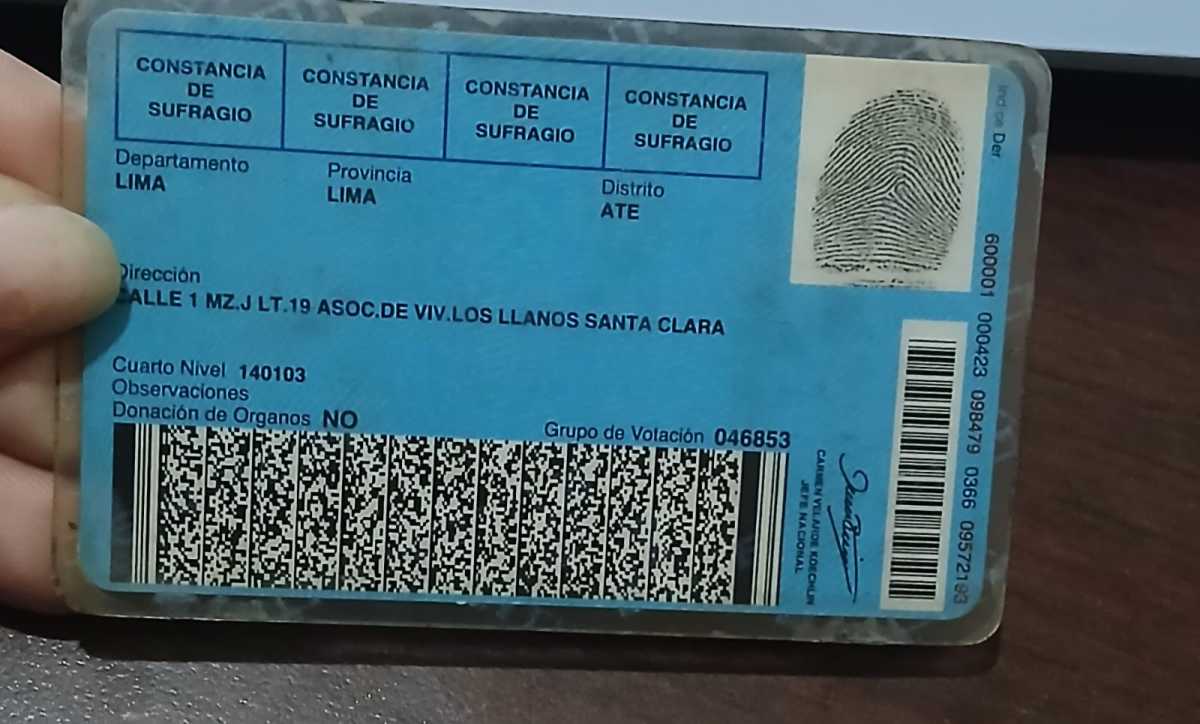 CONSTANCIA
DE
SUFRAGIO
CONSTANCIA
DE
SUFRAGIO
CONSTANCIA
DE
SUFRAGIO
CONSTANCIA
DE
SUFRAGIO
Departamento
LIMA
Provincia
LIMA
Distrito
ATE
Dirección
CALLE 1 MZ.J LT.19 ASOC.DE VIV.LOS LLANOS SANTA CLARA
Cuarto Nivel 140103
Observaciones
Donación de Organos NO
Grupo de Votación 046853
CARMEN VELARDE KOECHLIN
JEFE NACIONAL
Der
600001 000423 098479 0366 09572193